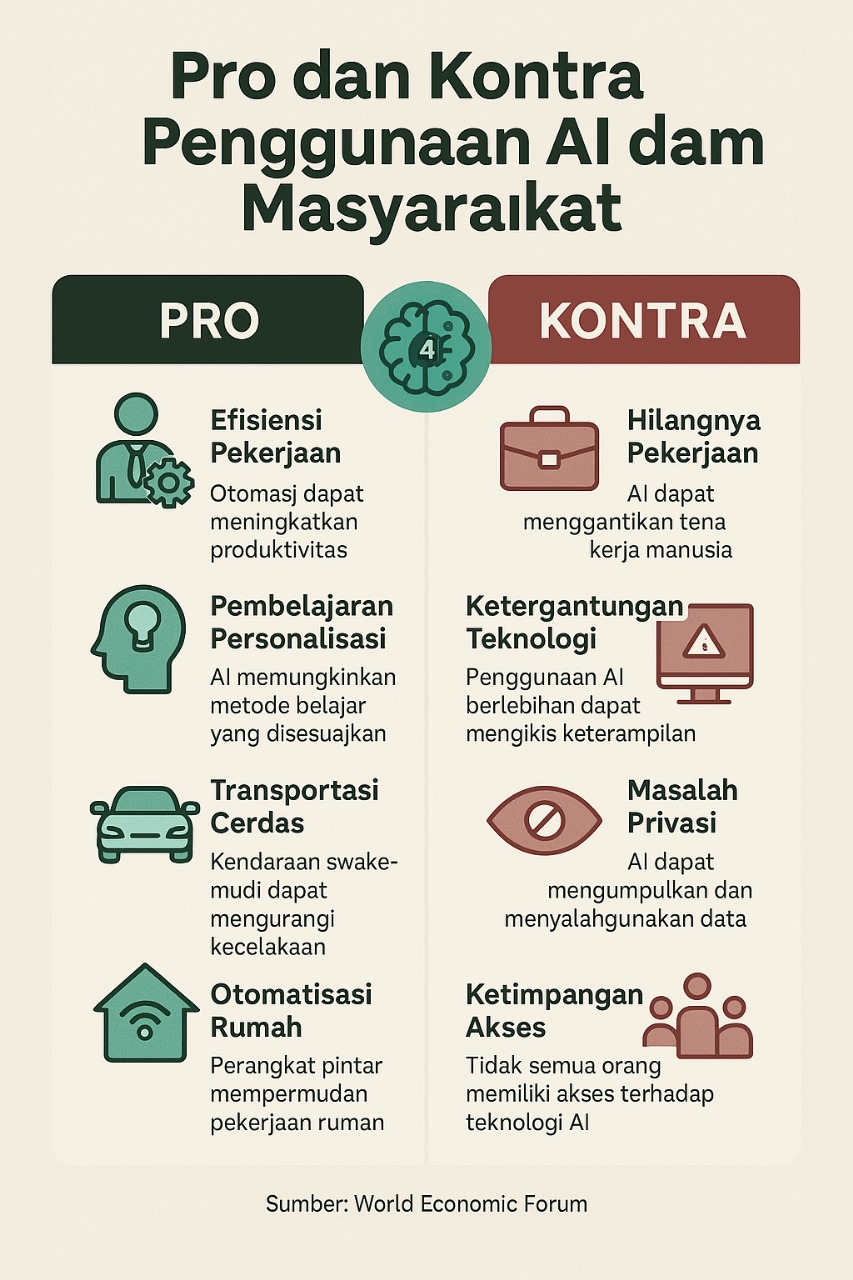 Pro dan Kontra
Penggunaan AI dam
Masyaraıkat
PRO
4
KONTRA
Efisiensi
Pekerjaan
Otomasj dapat
meningkatkan
produktivitas
Pembelajaran
Personalisasi
AI memungkinkan
metode belajar
yang disesuajkan
Transportasi
Cerdas
Kendaraan swake-
mudi dapat
mengurangi
kecelakaan
Otomatisasi
Rumah
Perangkat pintar
mempermudan
pekerjaan ruman
Hilangnya
Pekerjaan
AI dapat
menggantikan tena
kerja manusia
Ketergantungan
Teknologi
Penggunaan AI
berlebihan dapat
mengikis keterampilan
Masalah
Privasi
AI dapat
mengumpulkan dan
menyalahgunakan data
Ketimpangan
Akses
Tidak semua orang
memiliki akses terhadap
teknologi AI
Sumber: World Economic Forum